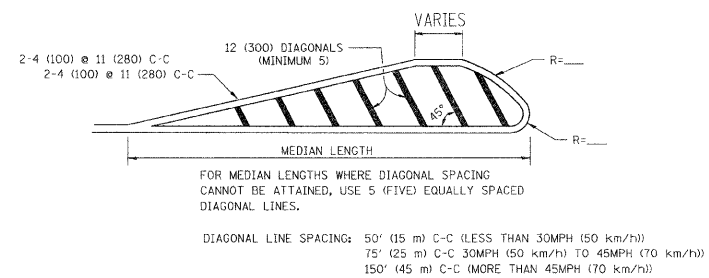 VARIES
12 (300) DIAGONALS
(MINIMUM 5)
2-4 (100) @ 11 (280) C-C
2-4 (100) @ 11 (280) C-C
R=___
45°
R=___
MEDIAN LENGTH
FOR MEDIAN LENGTHS WHERE DIAGONAL SPACING
CANNOT BE ATTAINED, USE 5 (FIVE) EQUALLY SPACED
DIAGONAL LINES.
DIAGONAL LINE SPACING: 50' (15 m) C-C (LESS THAN 30MPH (50 km/h))
75' (25 m) C-C 30MPH (50 km/h) TO 45MPH (70 km/h))
150' (45 m) C-C (MORE THAN 45MPH (70 km/h))